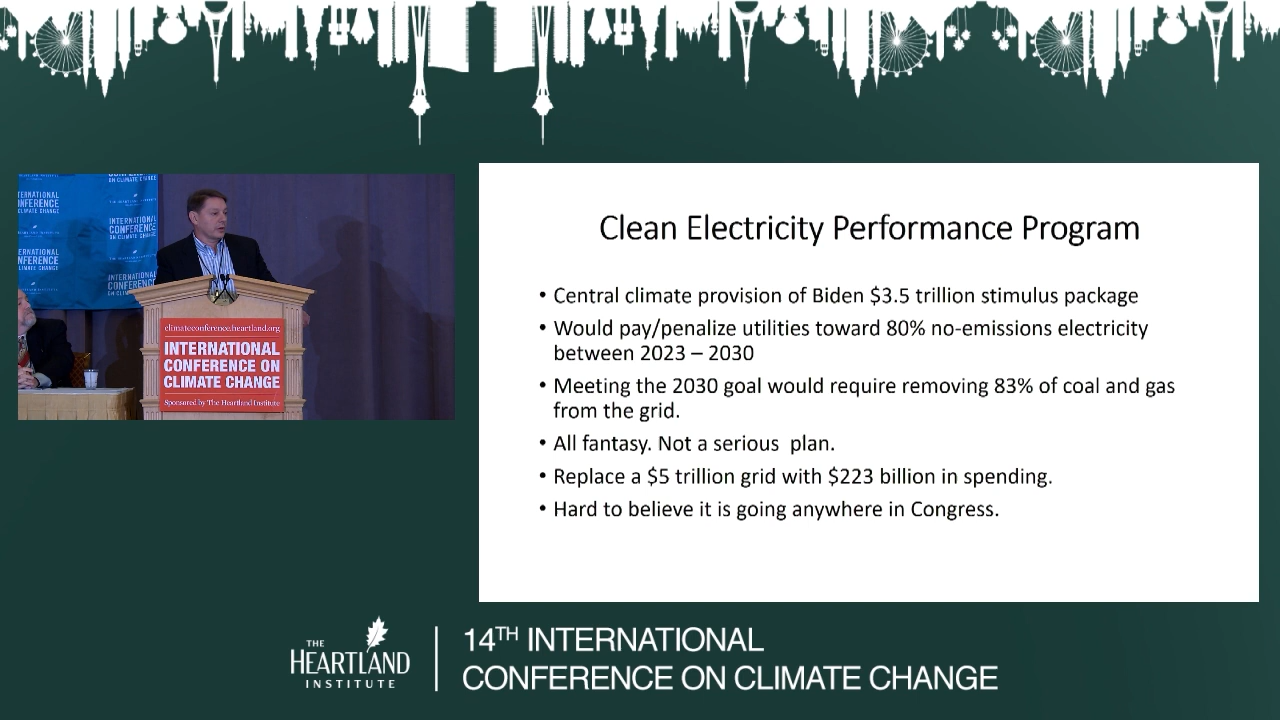 INTERNATIONAL
CONFERENCE
ON CLIMATE CHANGE
climateconference.heartland.org
INTERNATIONAL
CONFERENCE ON
CLIMATE CHANGE
Sponsored by The Heartland Institute
Clean Electricity Performance Program
• Central climate provision of Biden $3.5 trillion stimulus package
• Would pay/penalize utilities toward 80% no-emissions electricity
between 2023 – 2030
• Meeting the 2030 goal would require removing 83% of coal and gas
from the grid.
• All fantasy. Not a serious plan.
• Replace a $5 trillion grid with $223 billion in spending.
• Hard to believe it is going anywhere in Congress.
THE
HEARTLAND
INSTITUTE
14TH INTERNATIONAL
CONFERENCE ON CLIMATE CHANGE